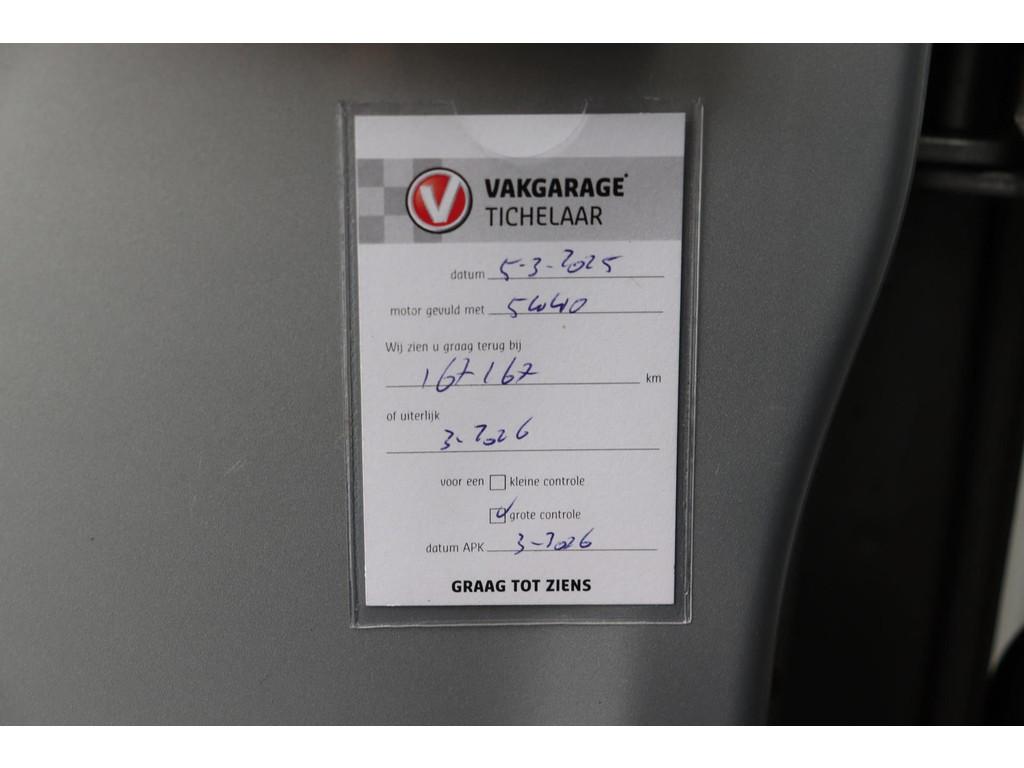 V VAKGARAGE
TICHELAAR
datum 5-3-2025
motor gevuld met 5W40
Wij zien u graag terug bij
167167 km
of uiterlijk
3-2026
voor een kleine controle
grote controle
datum APK 3-2026
GRAAG TOT ZIENS